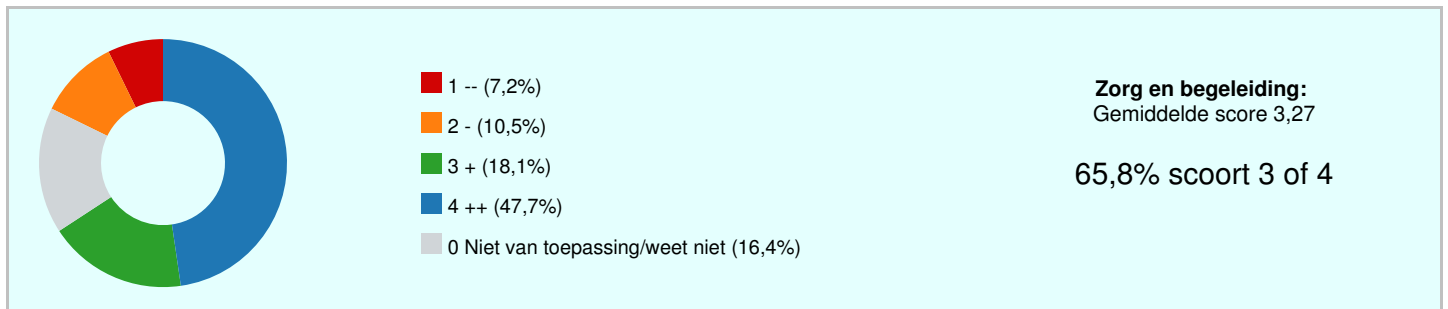 1 -- (7,2%)
2 - (10,5%)
3 + (18,1%)
4 ++ (47,7%)
0 Niet van toepassing/weet niet (16,4%)
Zorg en begeleiding:
Gemiddelde score 3,27
65,8% scoort 3 of 4